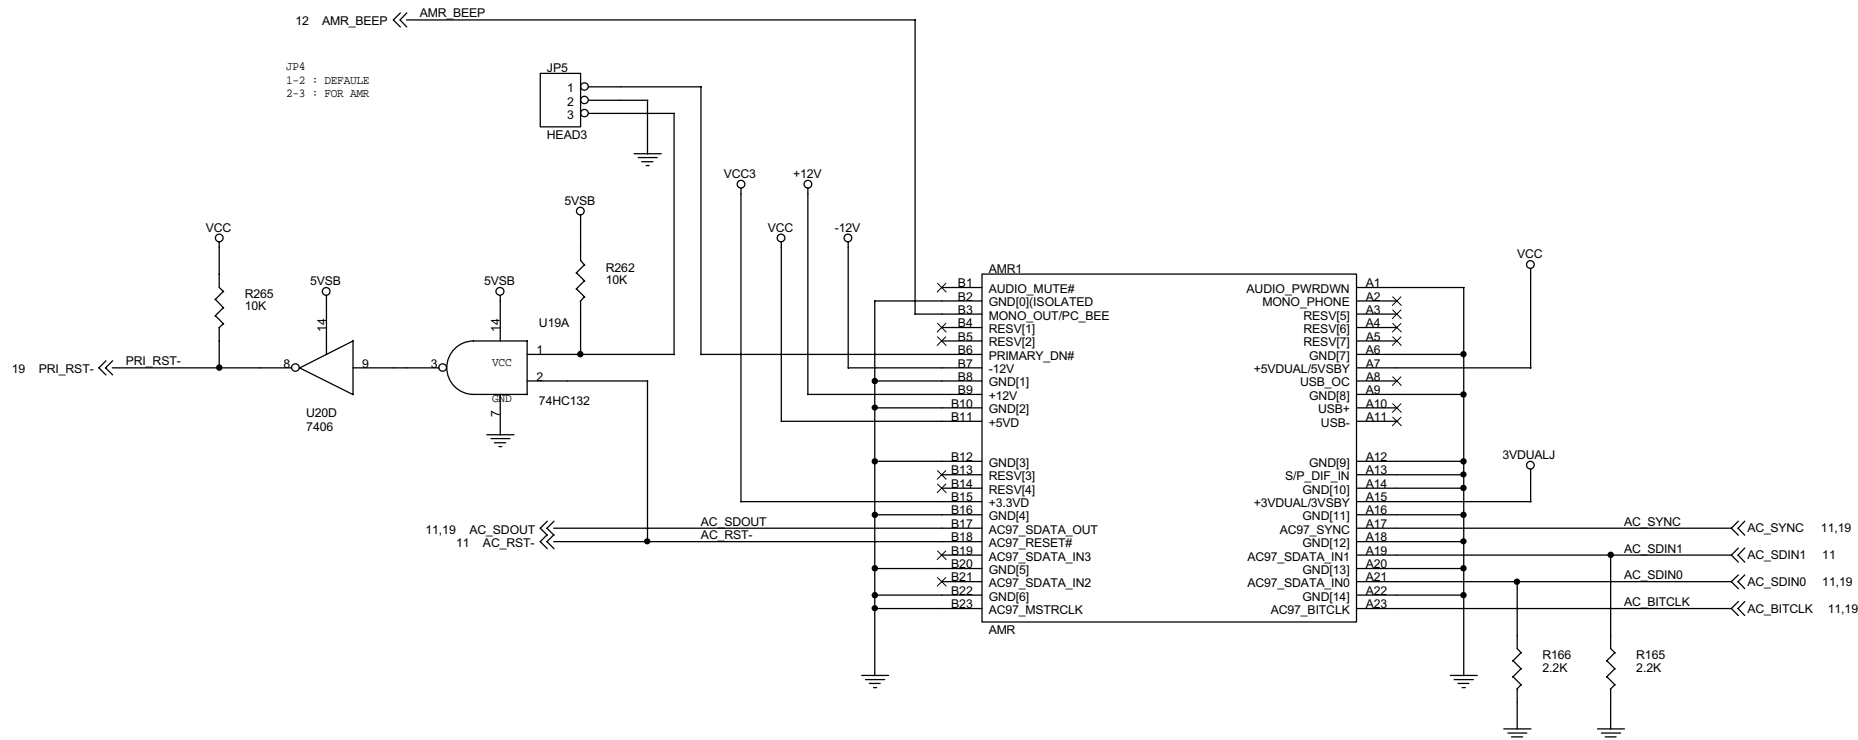 12 AMR_BEEP AMR_BEEP
JP4
1-2 : DEFAULE
2-3 : FOR AMR
JP5
1
2
3
HEAD3
VCC3
+12V
VCC
-12V
5VSB
R262
10K
VCC
R265
10K
5VSB
14
5VSB
14
U19A
19 PRI_RST- PRI_RST-
8
9
3
1
2
VCC
GND
7
U20D
7406
74HC132
AMR1
B1 AUDIO_MUTE#
B2 GND[0](ISOLATED
B3 MONO_OUT/PC_BEE
B4 RESV[1]
B5 RESV[2]
B6 PRIMARY_DN#
B7 -12V
B8 GND[1]
B9 +12V
B10 GND[2]
B11 +5VD
B12 GND[3]
B13 RESV[3]
B14 RESV[4]
B15 +3.3VD
B16 GND[4]
B17 AC97_SDATA_OUT
B18 AC97_RESET#
B19 AC97_SDATA_IN3
B20 GND[5]
B21 AC97_SDATA_IN2
B22 GND[6]
B23 AC97_MSTRCLK
AMR
11,19 AC_SDOUT AC_SDOUT
11 AC_RST- AC_RST-
AUDIO_PWRDWN A1
MONO_PHONE A2
RESV[5] A3
RESV[6] A4
RESV[7] A5
GND[7] A6
+5VDUAL/5VSBY A7
USB_OC A8
GND[8] A9
USB+ A10
USB- A11
GND[9] A12
S/P_DIF_IN A13
GND[10] A14
+3VDUAL/3VSBY A15
GND[11] A16
AC97_SYNC A17
GND[12] A18
AC97_SDATA_IN1 A19
GND[13] A20
AC97_SDATA_IN0 A21
GND[14] A22
AC97_BITCLK A23
VCC
3VDUALJ
AC_SYNC AC_SYNC 11,19
AC_SDIN1 AC_SDIN1 11
AC_SDIN0 AC_SDIN0 11,19
AC_BITCLK AC_BITCLK 11,19
R166
2.2K
R165
2.2K